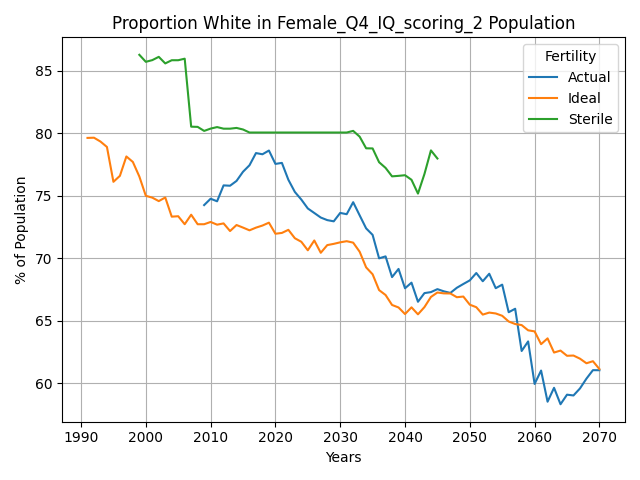 Proportion White in Female_Q4_IQ_scoring_2 Population
Fertility
Actual
Ideal
Sterile
% of Population
85
80
75
70
65
60
1990 2000 2010 2020 2030 2040 2050 2060 2070
Years